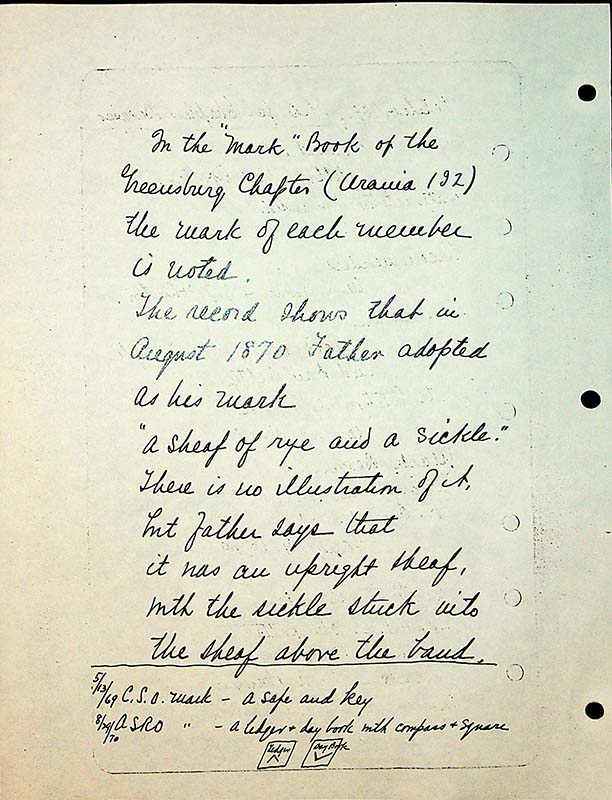 In the "Mark" Book of the
Greensburg Chapter (Urania 192)
the mark of each member
is noted.
The record shows that in
August 1870 Father adopted
as his mark
"a sheaf of rye and a sickle."
There is no illustration of it,
but Father says that
it was an upright sheaf,
with the sickle stuck into
the sheaf above the band.
5/13/69 C.S.O. mark - a safe and key
8/29/70 ASRO " - a ledger + day book with compass + square
Ledger Day Book